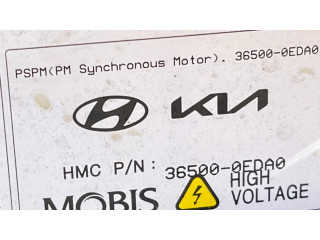 PSPM(PM Synchronous Motor). 36500-0EDA0
KIA
HMC P/N: 36500-0EDA0
MOBIS
HIGH
VOLTAGE